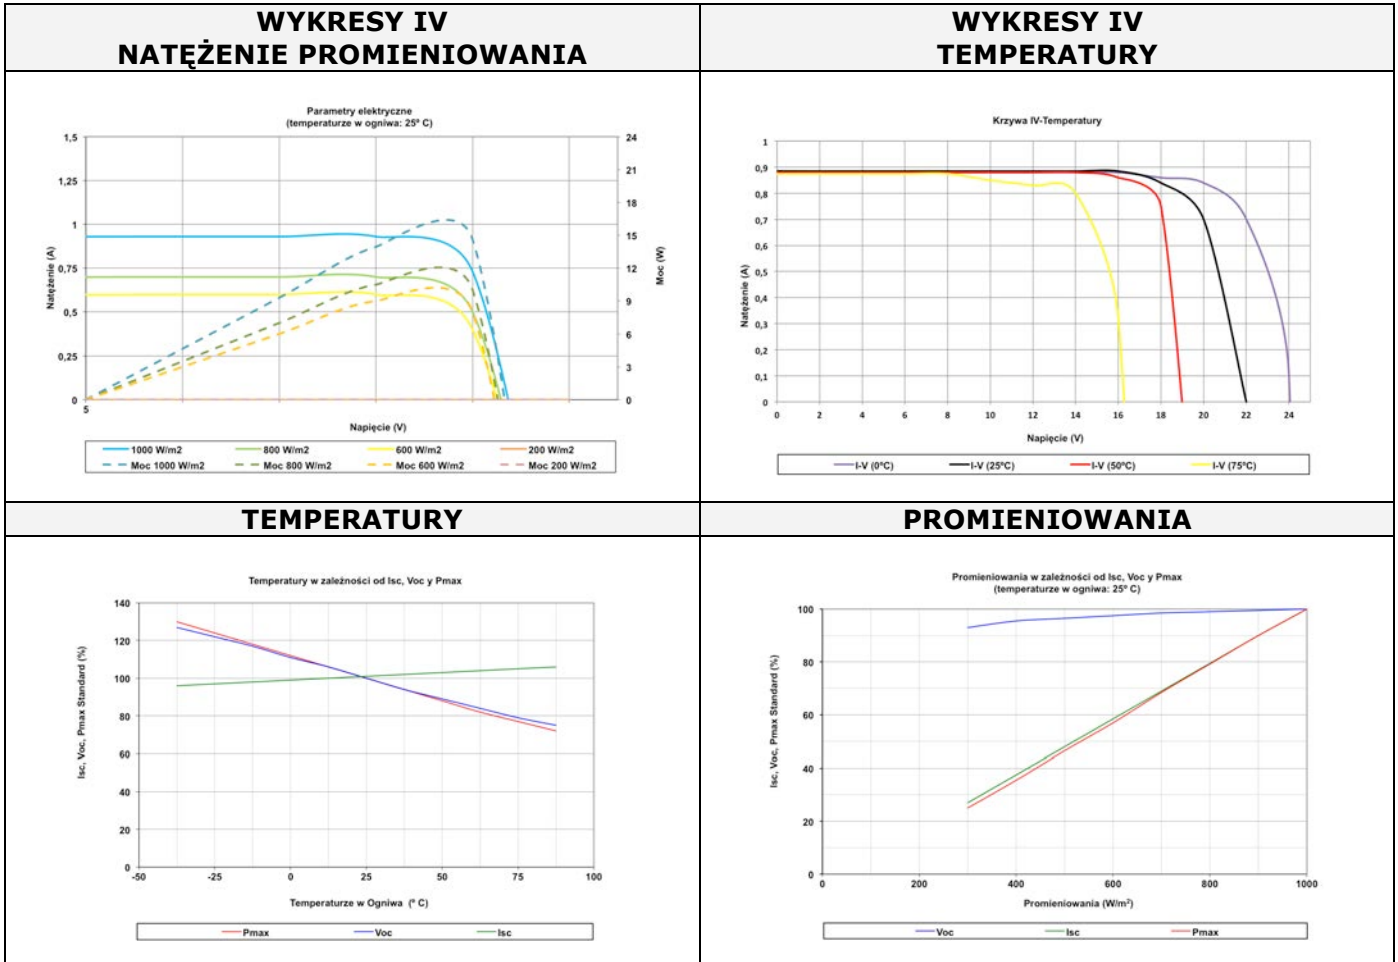 WYKRESY IV
NATĘŻENIE PROMIENIOWANIA
WYKRESY IV
TEMPERATURY
Parametry elektryczne
(temperaturze w ogniwa: 25º C)
1,5
1,25
1
0,75
0,5
0,25
0
5
24
21
18
15
12
9
6
3
0
Natężenie (A)
Moc (W)
Napięcie (V)
1000 W/m2 800 W/m2 600 W/m2 200 W/m2
Moc 1000 W/m2 Moc 800 W/m2 Moc 600 W/m2 Moc 200 W/m2
Krzywa IV-Temperatury
1
0,9
0,8
0,7
0,6
0,5
0,4
0,3
0,2
0,1
0
0 2 4 6 8 10 12 14 16 18 20 22 24
Natężenie (A)
Napięcie (V)
I-V (0ºC) I-V (25ºC) I-V (50ºC) I-V (75ºC)
TEMPERATURY
PROMIENIOWANIA
Temperatury w zależności od Isc, Voc y Pmax
140
120
100
80
60
40
20
0
-50 -25 0 25 50 75 100
Isc, Voc, Pmax Standard (%)
Temperaturze w Ogniwa (º C)
Pmax Voc Isc
Promieniowania w zależności od Isc, Voc y Pmax
(temperaturze w ogniwa: 25º C)
100
80
60
40
20
0
0 200 400 600 800 1000
Isc, Voc, Pmax Standard (%)
Promieniowania (W/m²)
Voc Isc Pmax